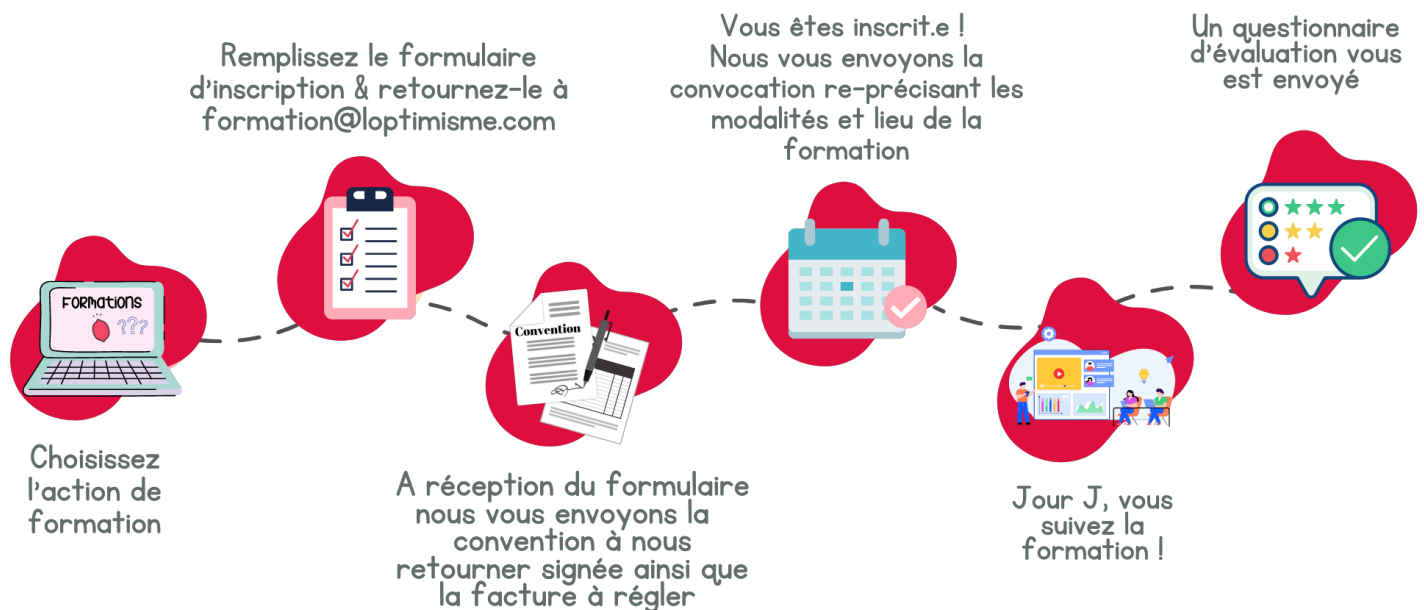 Choisissez
l'action de
formation
FORMATIONS
???
Remplissez le formulaire
d'inscription & retournez-le à
formation@loptimisme.com
Convention
A réception du formulaire
nous vous envoyons la
convention à nous
retourner signée ainsi que
la facture à régler
Vous êtes inscrit.e !
Nous vous envoyons la
convocation re-précisant les
modalités et lieu de la
formation
Jour J, vous
suivez la
formation !
Un questionnaire
d'évaluation vous
est envoyé